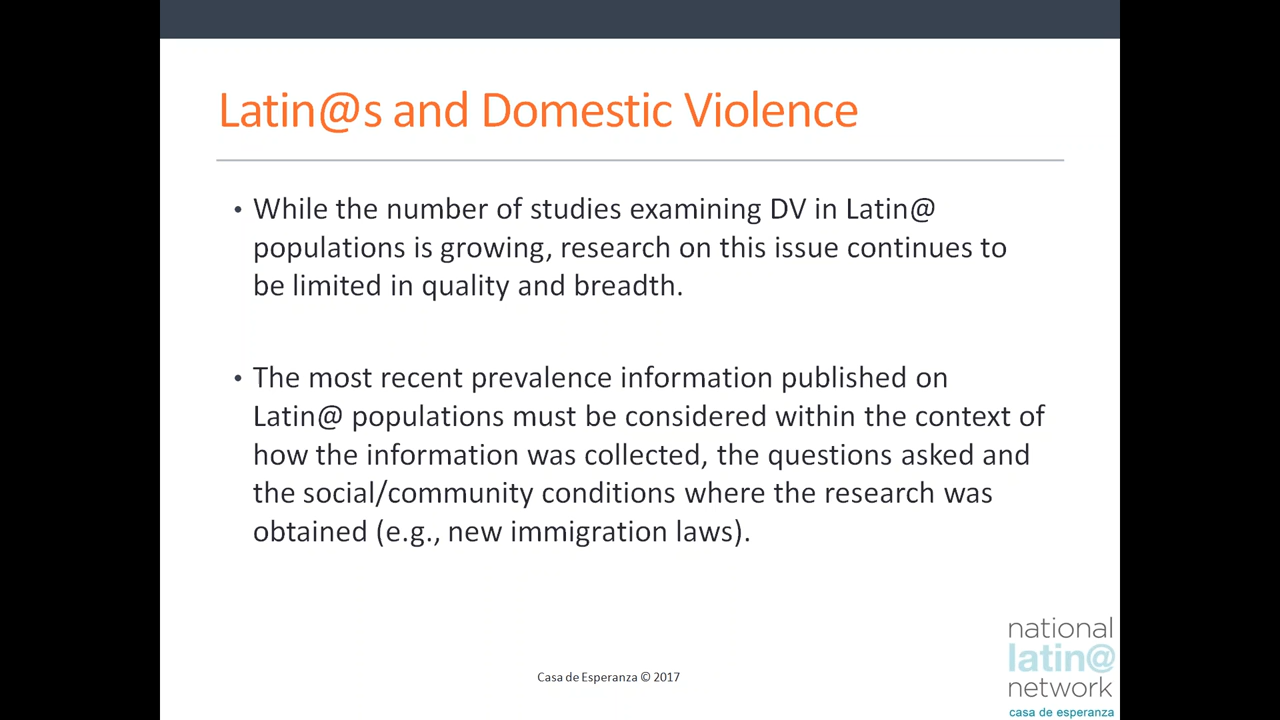 Latin@s and Domestic Violence
• While the number of studies examining DV in Latin@
populations is growing, research on this issue continues to
be limited in quality and breadth.
• The most recent prevalence information published on
Latin@ populations must be considered within the context of
how the information was collected, the questions asked and
the social/community conditions where the research was
obtained (e.g., new immigration laws).
Casa de Esperanza © 2017
national
latin@
network
casa de esperanza